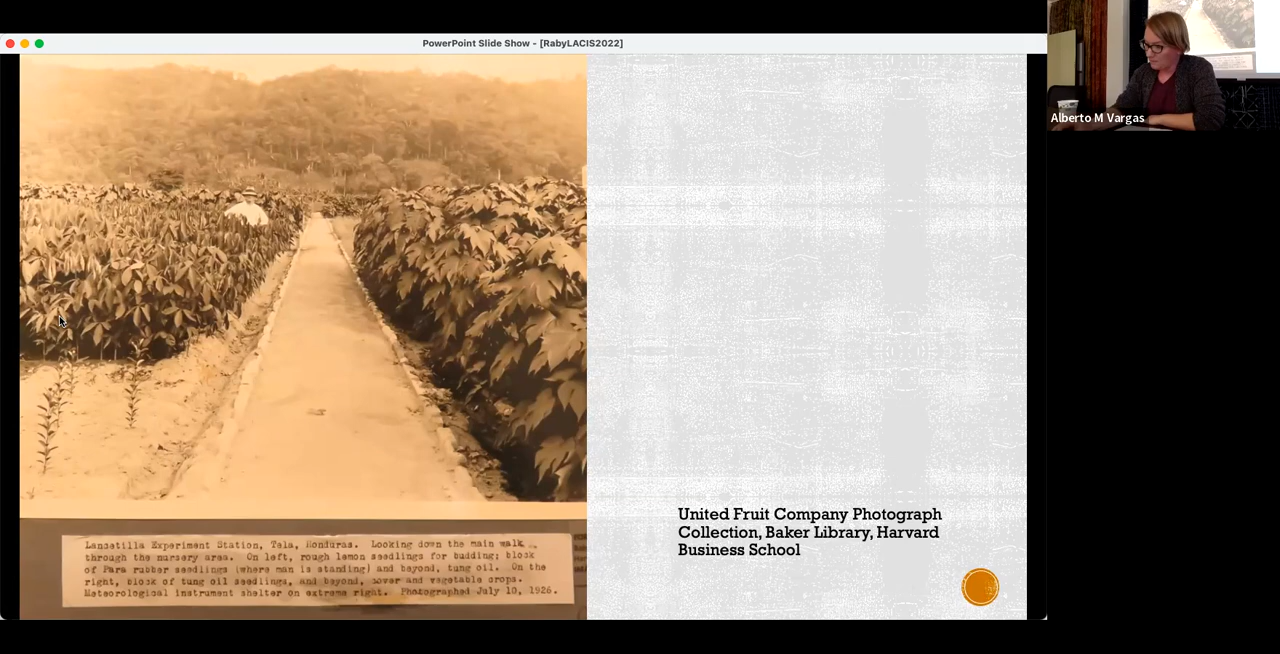 PowerPoint Slide Show - [RabyLACIS2022]
Alberto M Vargas
United Fruit Company Photograph
Collection, Baker Library, Harvard
Business School
Lancetilla Experiment Station, Tela, Honduras. Looking down the main walk
through the nursery area. On left, rough lemon seedlings for budding; block
of Para rubber seedlings (where man is standing) and beyond, tung oil. On the
right, block of tung oil seedlings, and beyond, cover and vegetable crops.
Meteorological instrument shelter on extreme right. Photographed July 10, 1926.